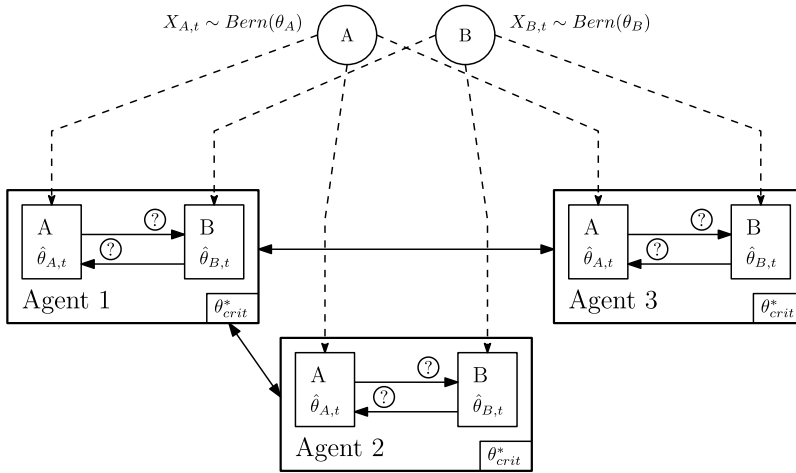 X_{A,t} ∼ Bern(θ_A) A B X_{B,t} ∼ Bern(θ_B)
A ? B
? θ̂_{A,t} θ̂_{B,t}
Agent 1
θ*_{crit}
A ? B
? θ̂_{A,t} θ̂_{B,t}
Agent 3
θ*_{crit}
A ? B
? θ̂_{A,t} θ̂_{B,t}
Agent 2
θ*_{crit}